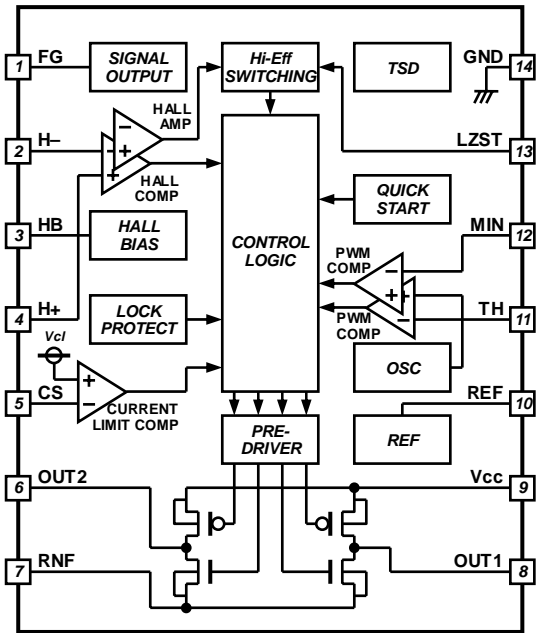 1 FG
SIGNAL
OUTPUT
Hi-Eff
SWITCHING
TSD
GND 14
HALL
AMP
2 H–
–
+
+
HALL
COMP
LZST 13
QUICK
START
3 HB
HALL
BIAS
CONTROL
LOGIC
PWM
COMP
MIN 12
–
+
+
–
4 H+
LOCK
PROTECT
PWM
COMP
TH 11
Vcl
+
–
5 CS
CURRENT
LIMIT COMP
OSC
REF 10
PRE-
DRIVER
REF
6 OUT2
Vcc 9
7 RNF
OUT1 8